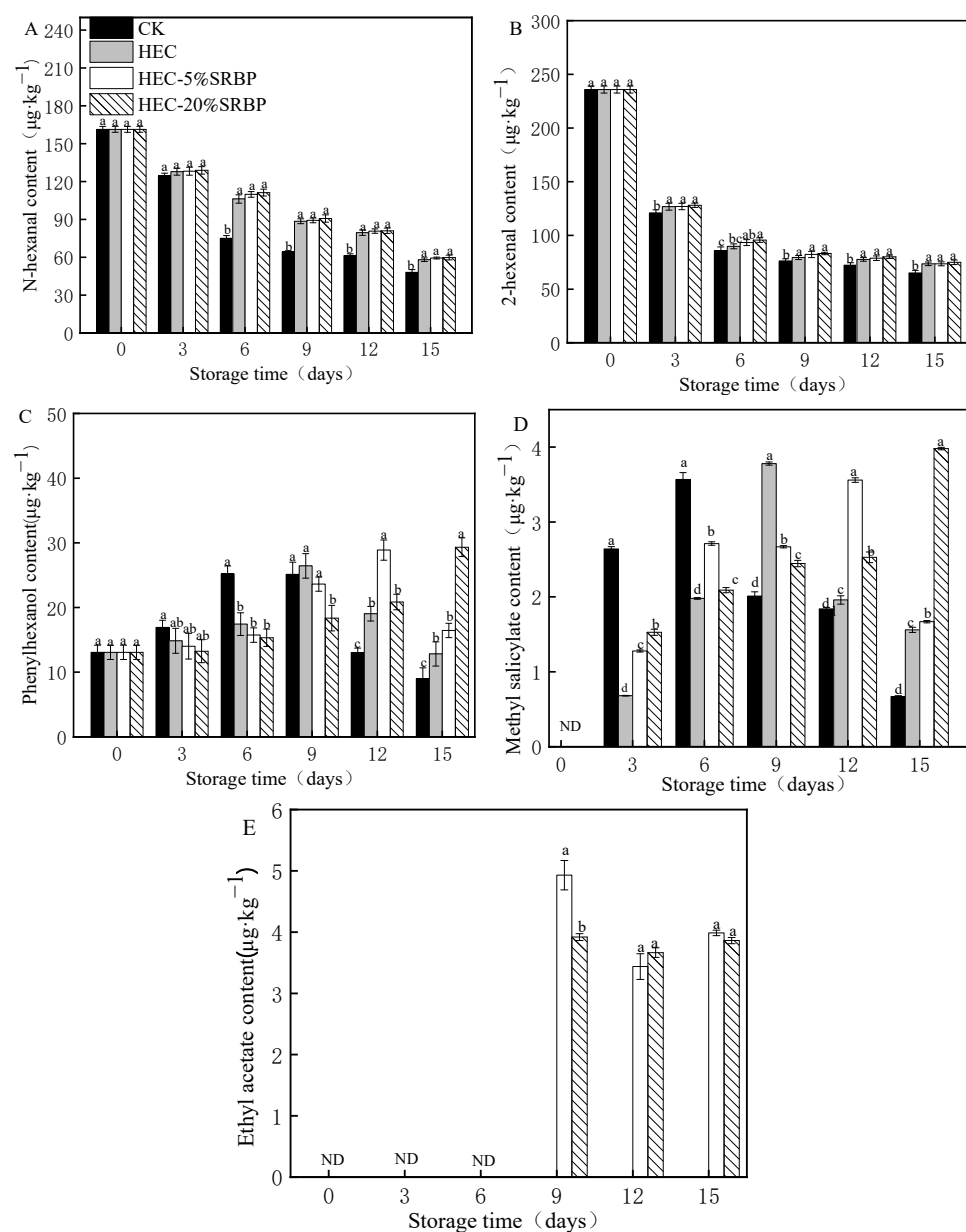 A
CK
HEC
HEC-5%SRBP
HEC-20%SRBP
N-hexanal content（μg·kg⁻¹）
240
210
180
150
120
90
60
30
0
a a a a
a a a a
b a a a
b a a a
b a a a
b a a a
0 3 6 9 12 15
Storage time（days）
B
2-hexenal content（μg·kg⁻¹）
300
250
200
150
100
50
0
a a a a
b a a a
c bc ab a
b a a a
b a a a
b a a a
0 3 6 9 12 15
Storage time（days）
C
Phenylhexanol content(μg·kg⁻¹)
50
40
30
20
10
0
a a a a
a ab ab b
a b b b
a a a b
c b a b
c b b a
0 3 6 9 12 15
Storage time（days）
D
Methyl salicylate content（μg·kg⁻¹）
4
3
2
1
0
ND
a d c b
a d b c
d a b c
d c a b
d c b a
0 3 6 9 12 15
Storage time（dayas）
E
Ethyl acetate content(μg·kg⁻¹)
6
5
4
3
2
1
0
ND ND ND
a b
a a
a a
0 3 6 9 12 15
Storage time（days）